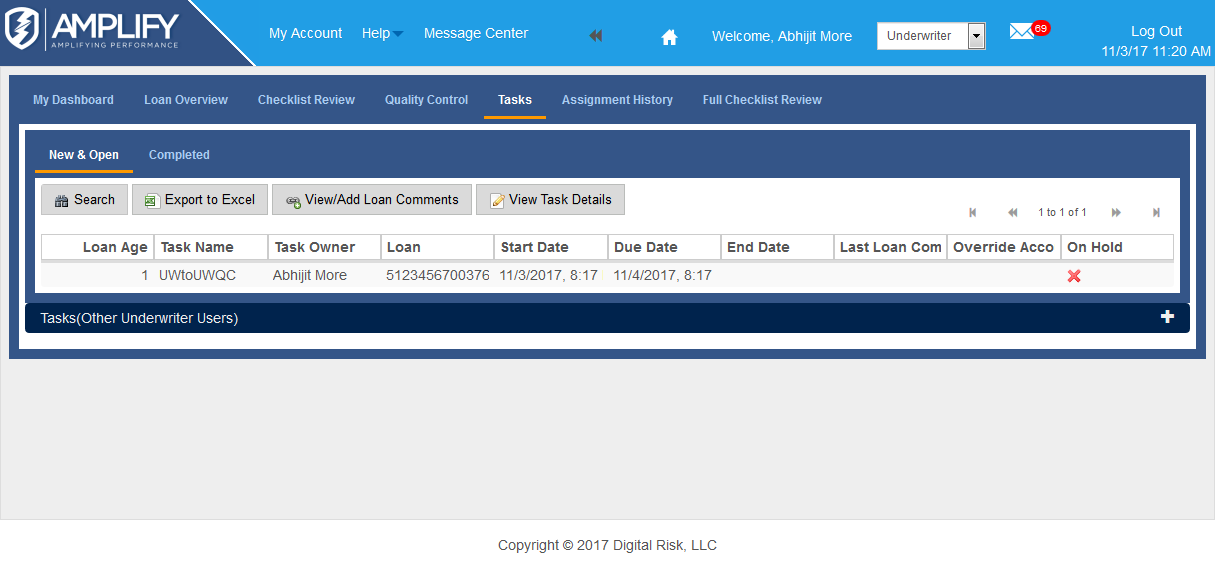 AMPLIFY
AMPLIFYING PERFORMANCE
My Account Help Message Center Welcome, Abhijit More Underwriter 69 Log Out
11/3/17 11:20 AM
My Dashboard Loan Overview Checklist Review Quality Control Tasks Assignment History Full Checklist Review
New & Open Completed
Search Export to Excel View/Add Loan Comments View Task Details
1 to 1 of 1
Loan Age Task Name Task Owner Loan Start Date Due Date End Date Last Loan Com Override Acco On Hold
1 UWtoUWQC Abhijit More 5123456700376 11/3/2017, 8:17 11/4/2017, 8:17
Tasks(Other Underwriter Users)
Copyright © 2017 Digital Risk, LLC